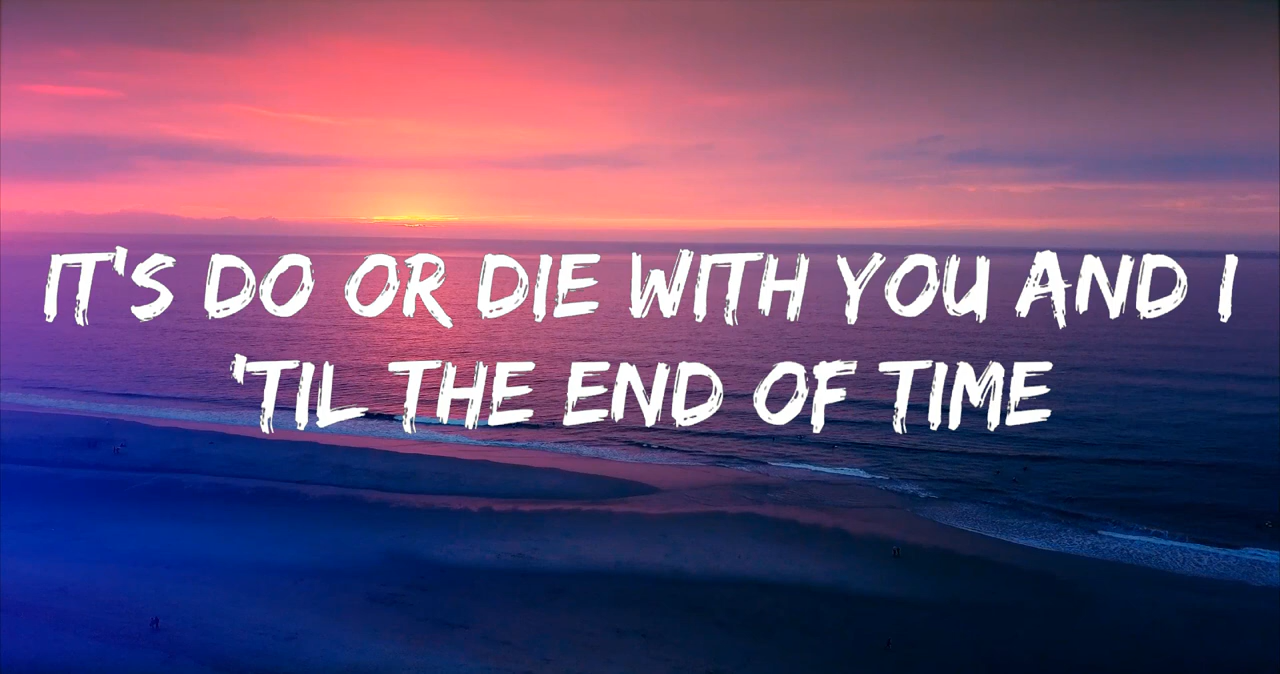 IT'S DO OR DIE WITH YOU AND I
'TIL THE END OF TIME